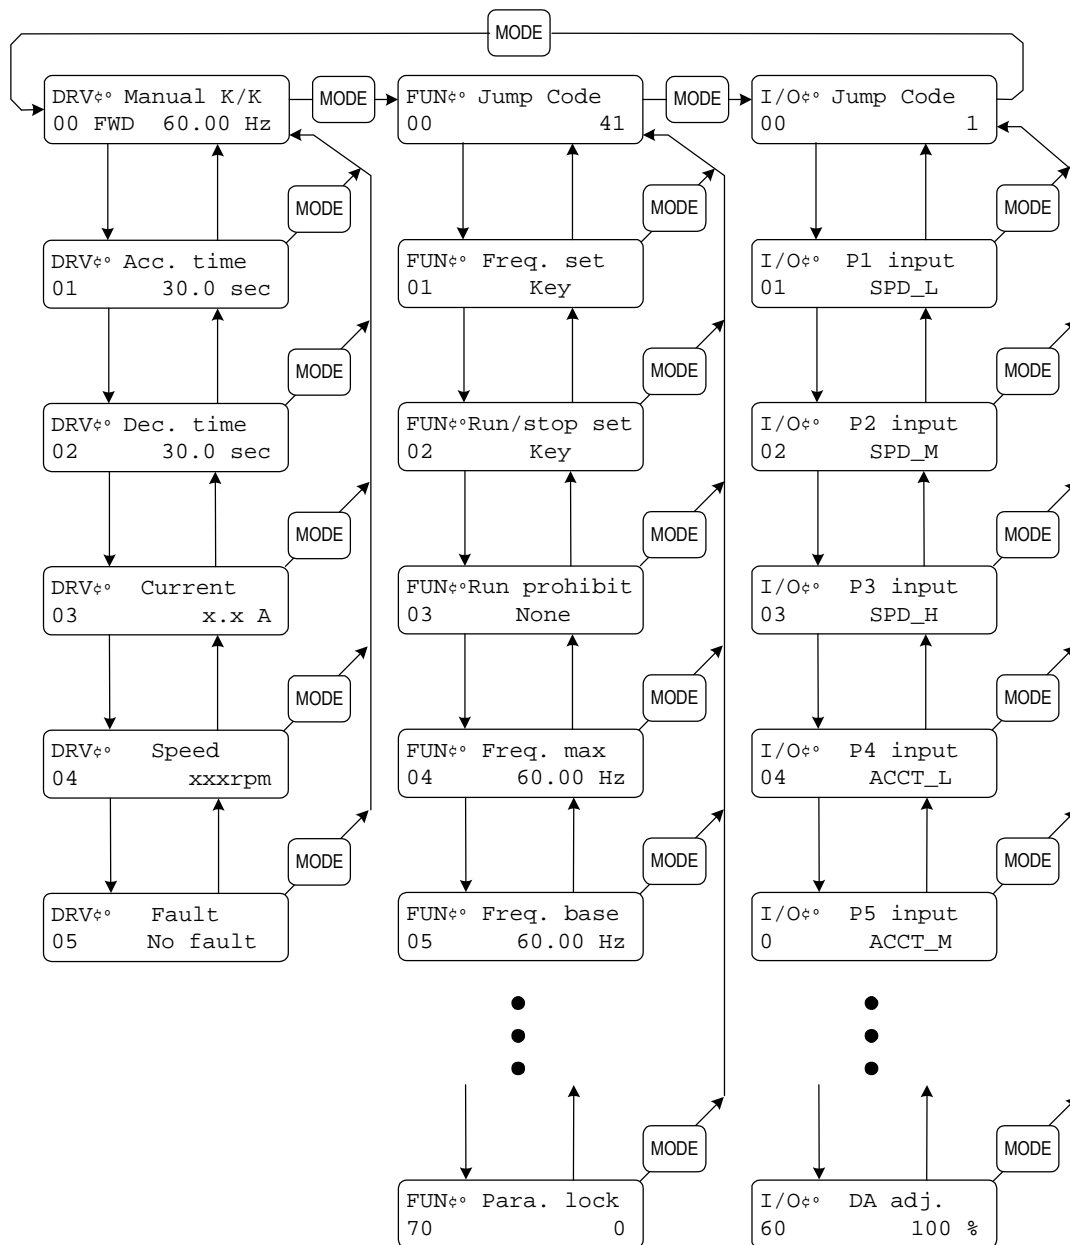 MODE
DRV¢º Manual K/K
00 FWD 60.00 Hz
MODE
FUN¢º Jump Code
00 41
MODE
I/O¢º Jump Code
00 1
MODE
MODE
MODE
DRV¢º Acc. time
01 30.0 sec
FUN¢º Freq. set
01 Key
I/O¢º P1 input
01 SPD_L
MODE
MODE
MODE
DRV¢º Dec. time
02 30.0 sec
FUN¢ºRun/stop set
02 Key
I/O¢º P2 input
02 SPD_M
MODE
MODE
MODE
DRV¢º Current
03 x.x A
FUN¢ºRun prohibit
03 None
I/O¢º P3 input
03 SPD_H
MODE
MODE
MODE
DRV¢º Speed
04 xxxrpm
FUN¢º Freq. max
04 60.00 Hz
I/O¢º P4 input
04 ACCT_L
MODE
MODE
MODE
DRV¢º Fault
05 No fault
FUN¢º Freq. base
05 60.00 Hz
I/O¢º P5 input
0 ACCT_M
MODE
MODE
FUN¢º Para. lock
70 0
I/O¢º DA adj.
60 100 %